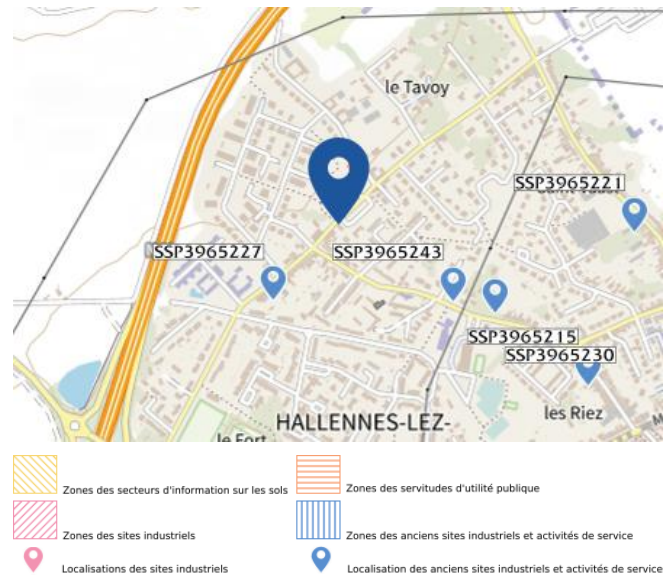 le Tavoy
SSP3965221
SSP3965227
SSP3965243
SSP3965215
SSP3965230
les Riez
HALLENNES-LEZ-
le Fort
Zones des secteurs d'information sur les sols
Zones des servitudes d'utilité publique
Zones des sites industriels
Zones des anciens sites industriels et activités de service
Localisations des sites industriels
Localisation des anciens sites industriels et activités de service